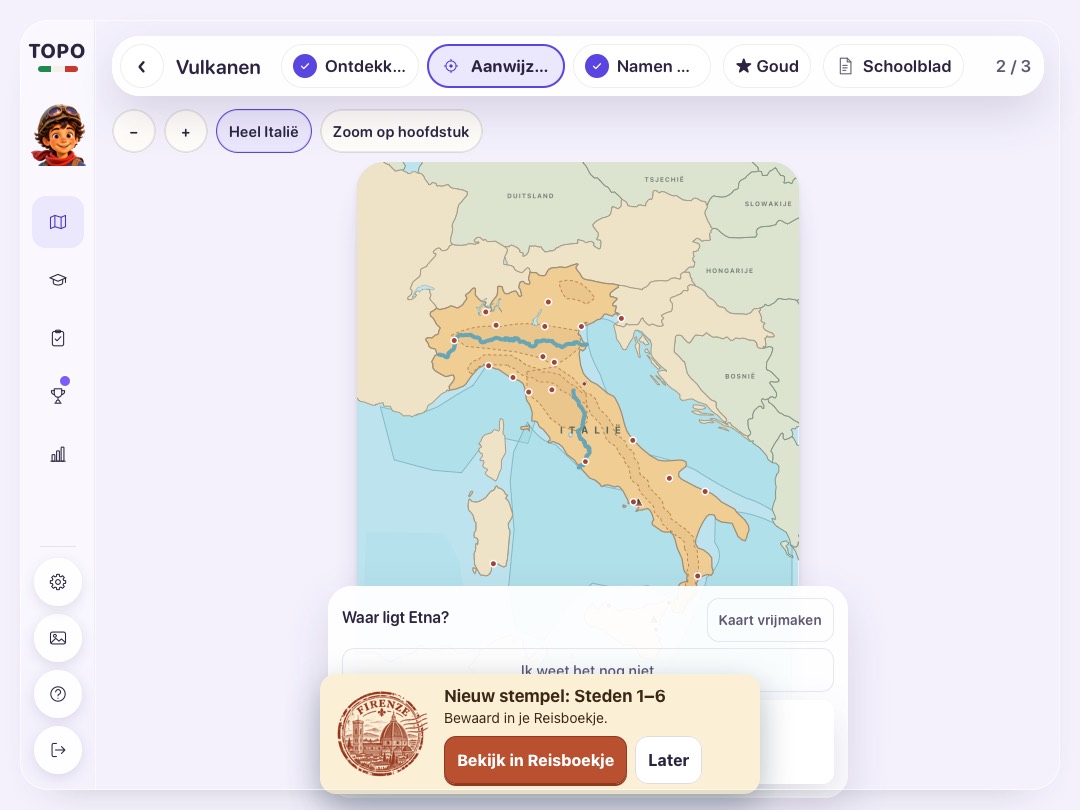 TOPO
Vulkanen
Ontdekk...
Aanwijz...
Namen ...
Goud
Schoolblad
2 / 3
−
+
Heel Italië
Zoom op hoofdstuk
DUITSLAND
TSJECHIË
SLOWAKIJE
HONGARIJE
BOSNIË
ITALIË
Waar ligt Etna?
Kaart vrijmaken
Ik weet het nog niet
FIRENZE
Nieuw stempel: Steden 1–6
Bewaard in je Reisboekje.
Bekijk in Reisboekje
Later